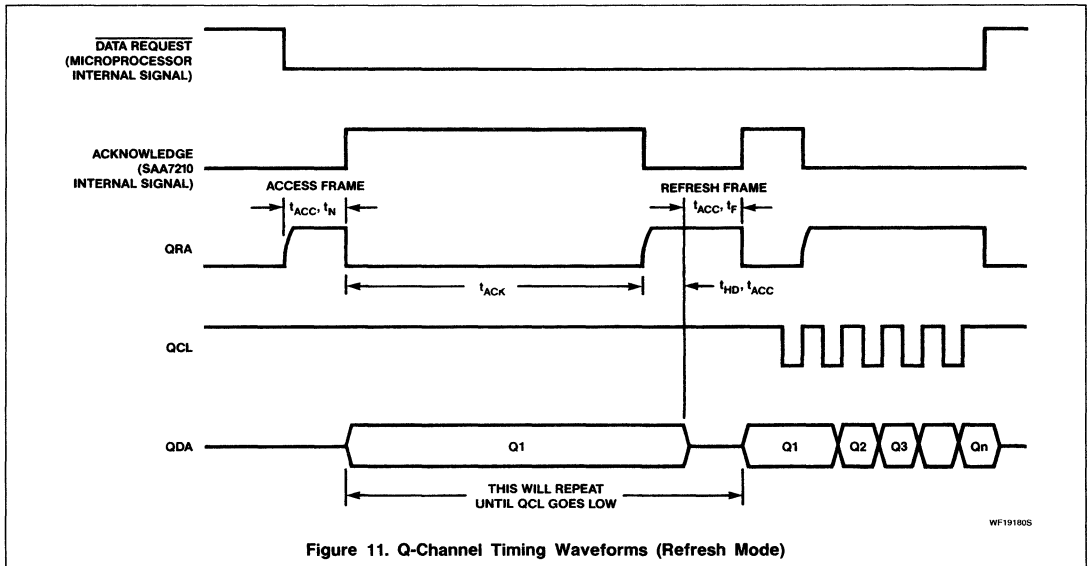 DATA REQUEST
(MICROPROCESSOR
INTERNAL SIGNAL)
ACKNOWLEDGE
(SAA7210
INTERNAL SIGNAL)
ACCESS FRAME
REFRESH FRAME
tACC, tN
tACC, tF
QRA
tACK
tHD, tACC
QCL
QDA
Q1
Q1
Q2
Q3
Qn
THIS WILL REPEAT
UNTIL QCL GOES LOW
WF19180S
Figure 11. Q-Channel Timing Waveforms (Refresh Mode)